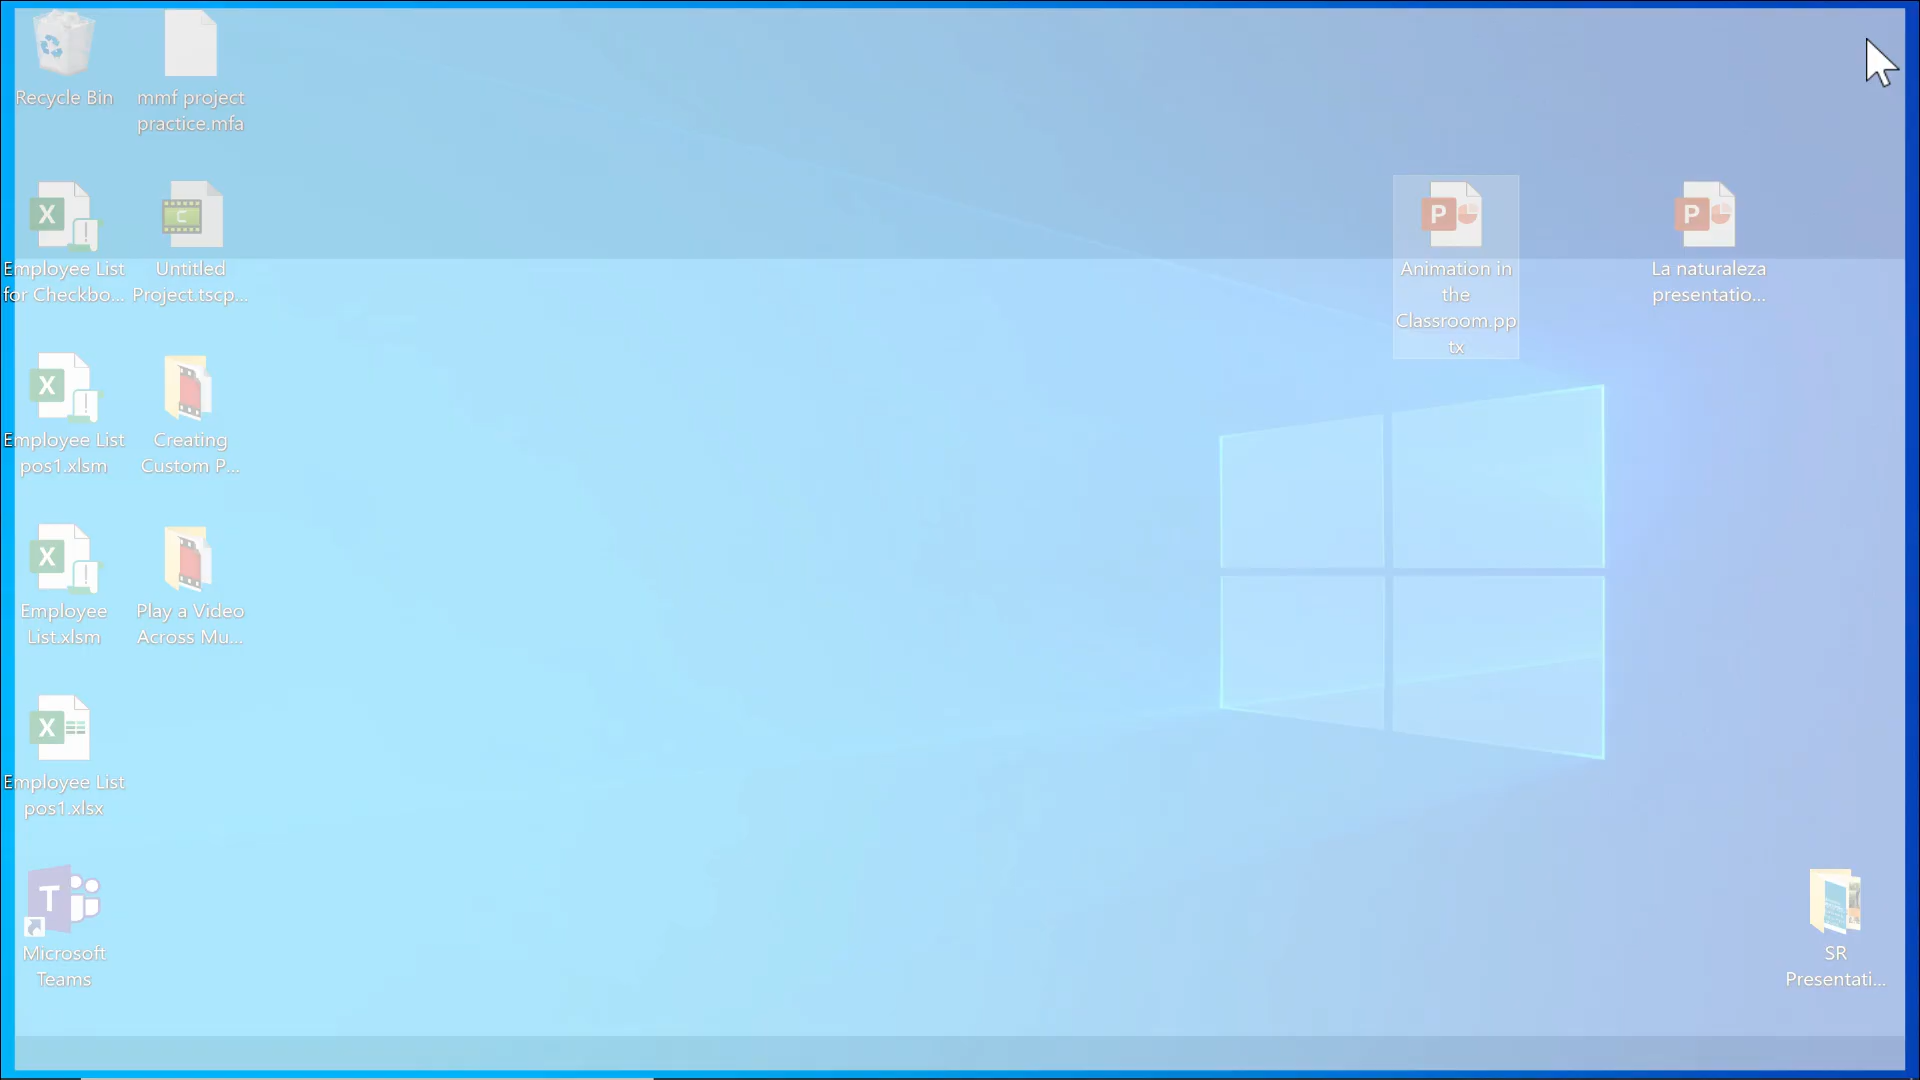 Recycle Bin
mmf project
practice.mfa
Employee List
for Checkbo...
Untitled
Project.tscp...
Animation in
the
Classroom.pp
tx
La naturaleza
presentatio...
Employee List
pos1.xlsm
Creating
Custom P...
Employee
List.xlsm
Play a Video
Across Mu...
Employee List
pos1.xlsx
Microsoft
Teams
SR
Presentati...